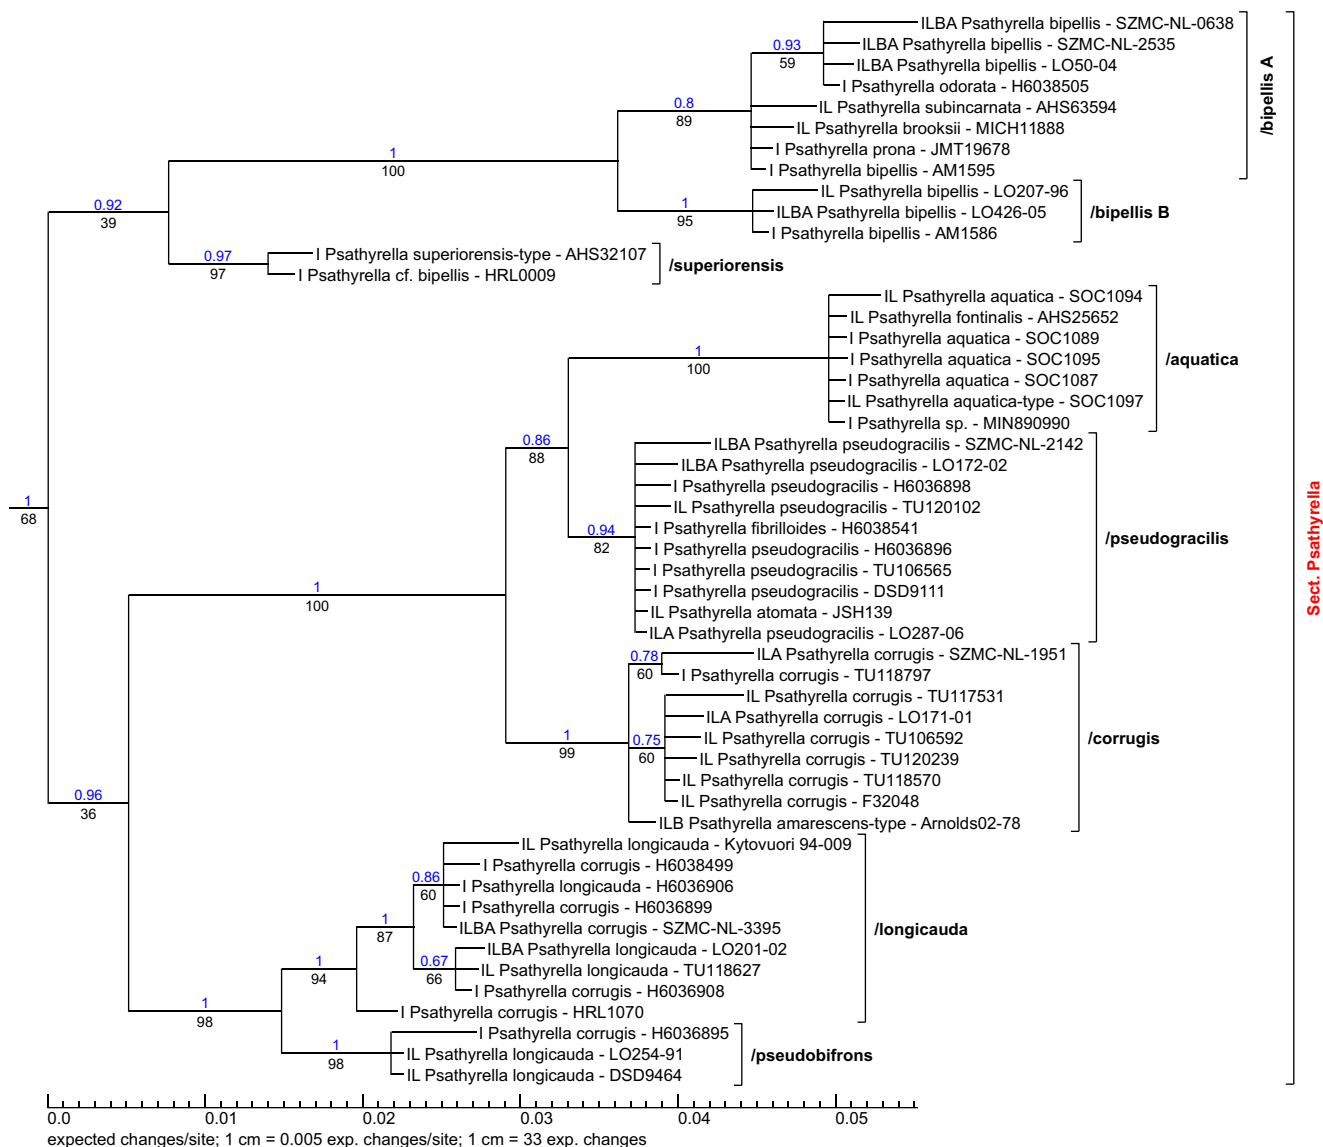 ILBA Psathyrella bipellis - SZMC-NL-0638
0.93
ILBA Psathyrella bipellis - SZMC-NL-2535
59
ILBA Psathyrella bipellis - LO50-04
I Psathyrella odorata - H6038505
0.8
IL Psathyrella subincarnata - AHS63594
89
IL Psathyrella brooksii - MICH11888
I Psathyrella prona - JMT19678
I Psathyrella bipellis - AM1595
/bipellis A
1
100
IL Psathyrella bipellis - LO207-96
1
ILBA Psathyrella bipellis - LO426-05
95
I Psathyrella bipellis - AM1586
/bipellis B
0.92
39
0.97
I Psathyrella superiorensis-type - AHS32107
97
I Psathyrella cf. bipellis - HRL0009
/superiorensis
IL Psathyrella aquatica - SOC1094
IL Psathyrella fontinalis - AHS25652
I Psathyrella aquatica - SOC1089
1
I Psathyrella aquatica - SOC1095
100
I Psathyrella aquatica - SOC1087
IL Psathyrella aquatica-type - SOC1097
I Psathyrella sp. - MIN890990
/aquatica
0.86
88
ILBA Psathyrella pseudogracilis - SZMC-NL-2142
ILBA Psathyrella pseudogracilis - LO172-02
I Psathyrella pseudogracilis - H6036898
IL Psathyrella pseudogracilis - TU120102
0.94
I Psathyrella fibrilloides - H6038541
82
I Psathyrella pseudogracilis - H6036896
I Psathyrella pseudogracilis - TU106565
I Psathyrella pseudogracilis - DSD9111
IL Psathyrella atomata - JSH139
ILA Psathyrella pseudogracilis - LO287-06
/pseudogracilis
1
68
Sect. Psathyrella
1
100
0.78
ILA Psathyrella corrugis - SZMC-NL-1951
60
I Psathyrella corrugis - TU118797
IL Psathyrella corrugis - TU117531
ILA Psathyrella corrugis - LO171-01
1
99
0.75
IL Psathyrella corrugis - TU106592
60
IL Psathyrella corrugis - TU120239
IL Psathyrella corrugis - TU118570
IL Psathyrella corrugis - F32048
ILB Psathyrella amarescens-type - Arnolds02-78
/corrugis
0.96
36
IL Psathyrella longicauda - Kytovuori 94-009
I Psathyrella corrugis - H6038499
0.86
I Psathyrella longicauda - H6036906
60
I Psathyrella corrugis - H6036899
1
87
ILBA Psathyrella corrugis - SZMC-NL-3395
ILBA Psathyrella longicauda - LO201-02
0.67
IL Psathyrella longicauda - TU118627
66
I Psathyrella corrugis - H6036908
1
94
I Psathyrella corrugis - HRL1070
/longicauda
1
98
I Psathyrella corrugis - H6036895
1
IL Psathyrella longicauda - LO254-91
98
IL Psathyrella longicauda - DSD9464
/pseudobifrons
0.0 0.01 0.02 0.03 0.04 0.05
expected changes/site; 1 cm = 0.005 exp. changes/site; 1 cm = 33 exp. changes